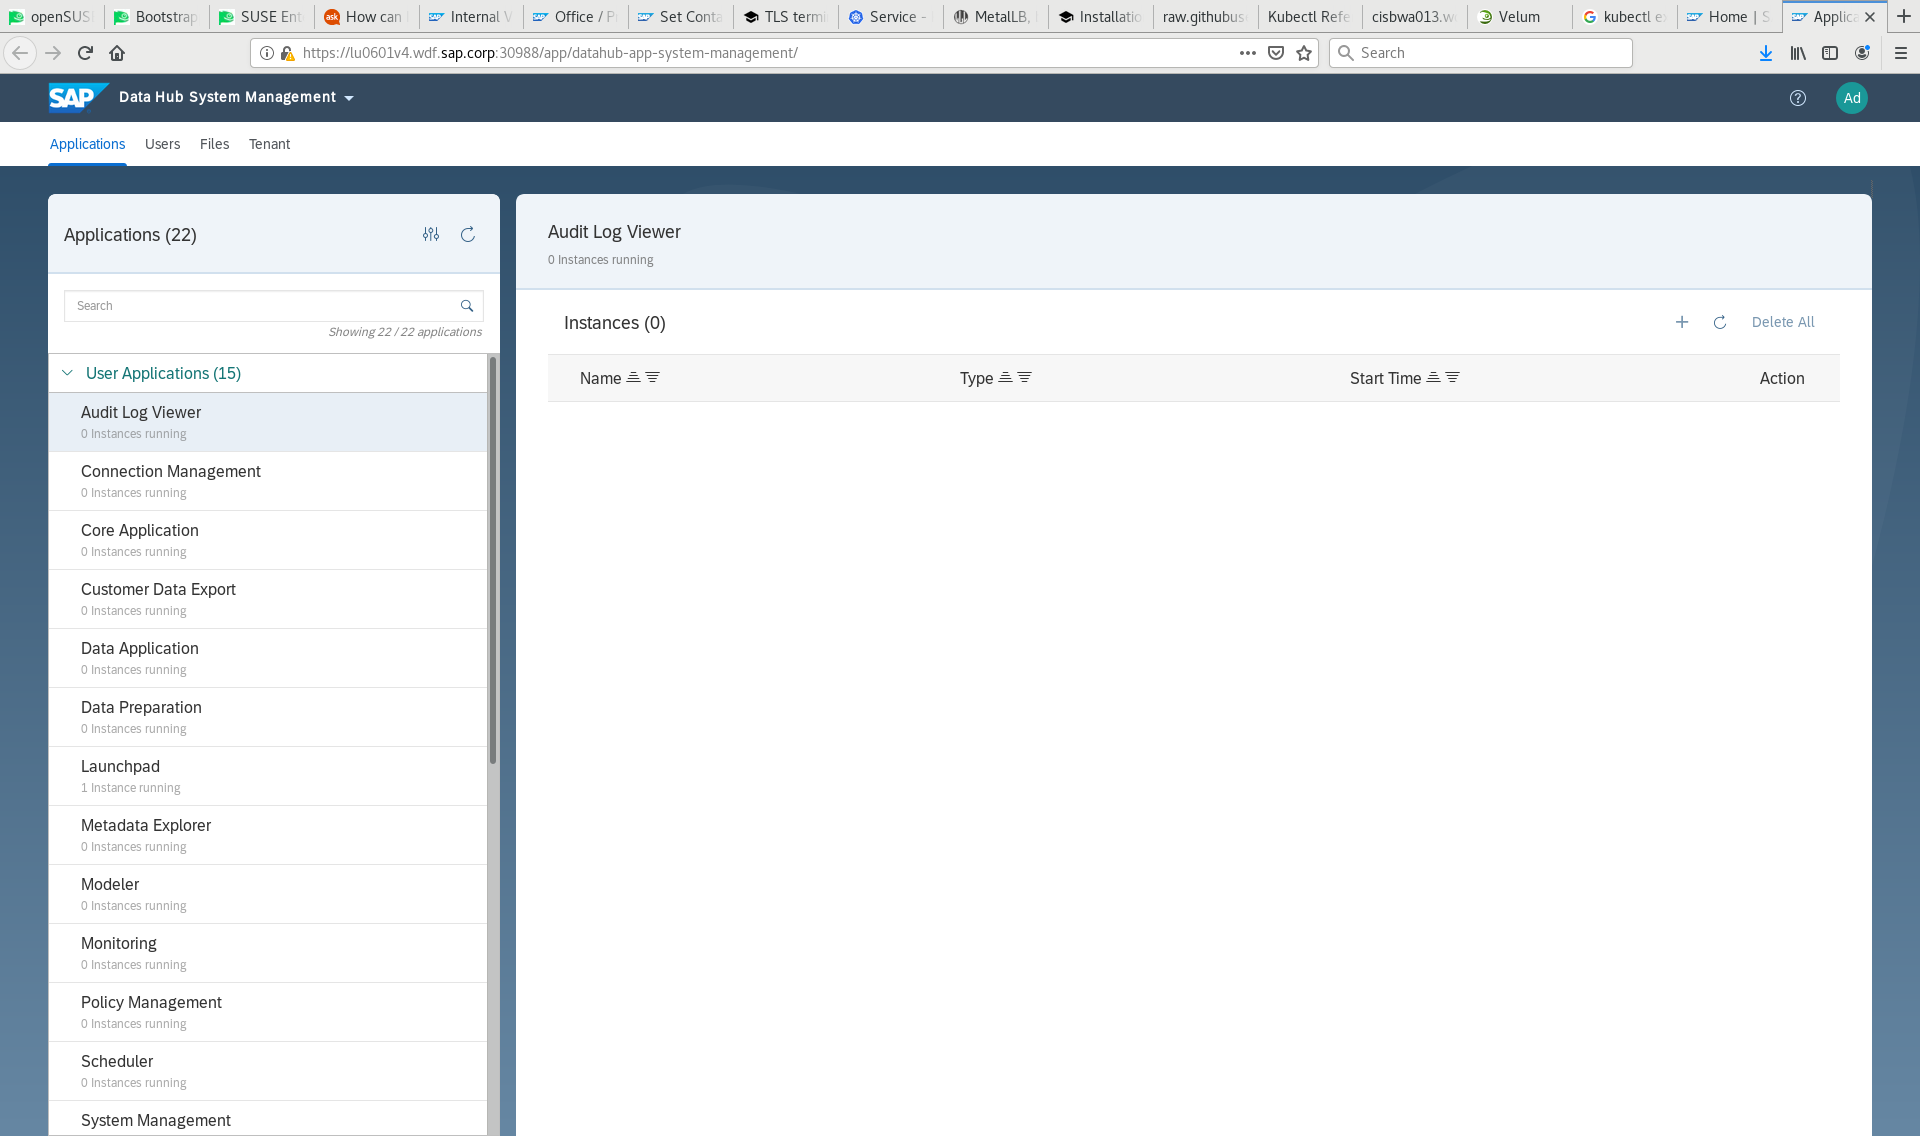 openSUS
Bootstrap
SUSE Ent
How can
Internal V
Office / P
Set Conta
TLS termi
Service -
MetalLB,
Installatio
raw.githubus
Kubectl Refe
cisbwa013.w
Velum
kubectl e
Home | S
Applica
https://lu0601v4.wdf.sap.corp:30988/app/datahub-app-system-management/
Search
SAP Data Hub System Management
Ad
Applications Users Files Tenant
Applications (22)
Search
Showing 22 / 22 applications
User Applications (15)
Audit Log Viewer
0 Instances running
Connection Management
0 Instances running
Core Application
0 Instances running
Customer Data Export
0 Instances running
Data Application
0 Instances running
Data Preparation
0 Instances running
Launchpad
1 Instance running
Metadata Explorer
0 Instances running
Modeler
0 Instances running
Monitoring
0 Instances running
Policy Management
0 Instances running
Scheduler
0 Instances running
System Management
Audit Log Viewer
0 Instances running
Instances (0)
Delete All
Name Type Start Time Action